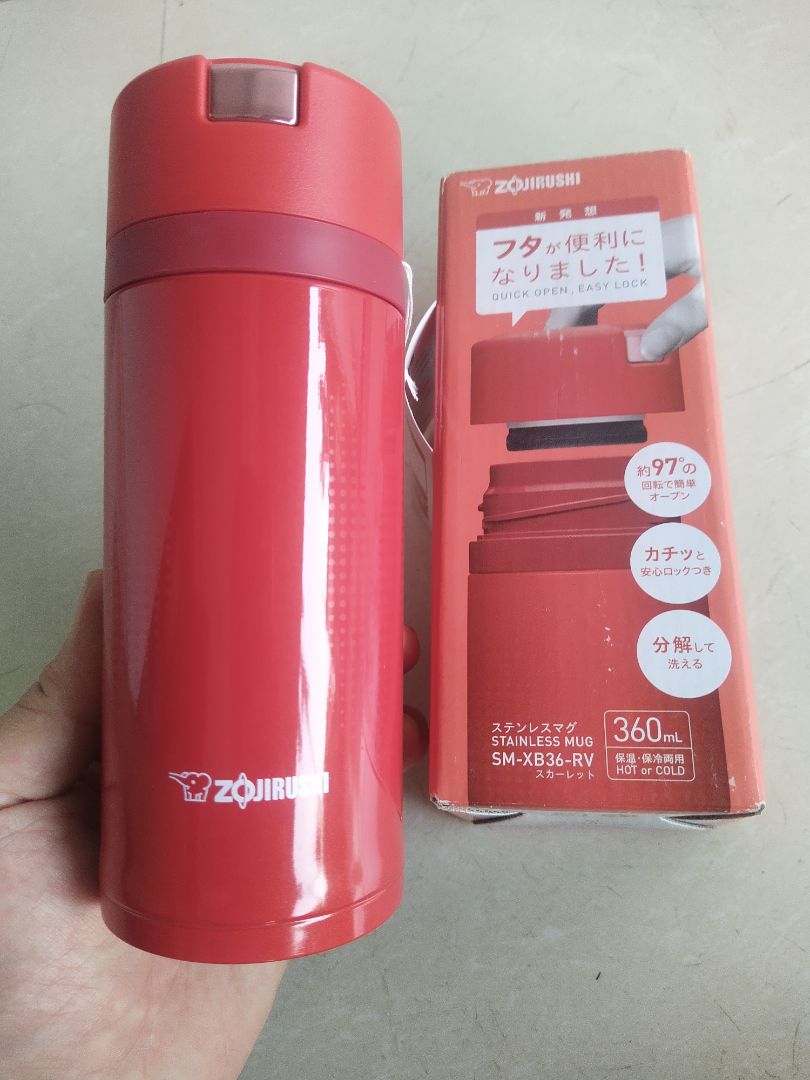 ZOJIRUSHI
ZOJIRUSHI
新発想
フタが便利に
なりました!
QUICK OPEN, EASY LOCK
約97°の
回転で簡単
オープン
カチッと
安心ロックつき
分解して
洗える
ステンレスマグ
STAINLESS MUG
SM-XB36-RV
スカーレット
360mL
保温・保冷両用
HOT or COLD